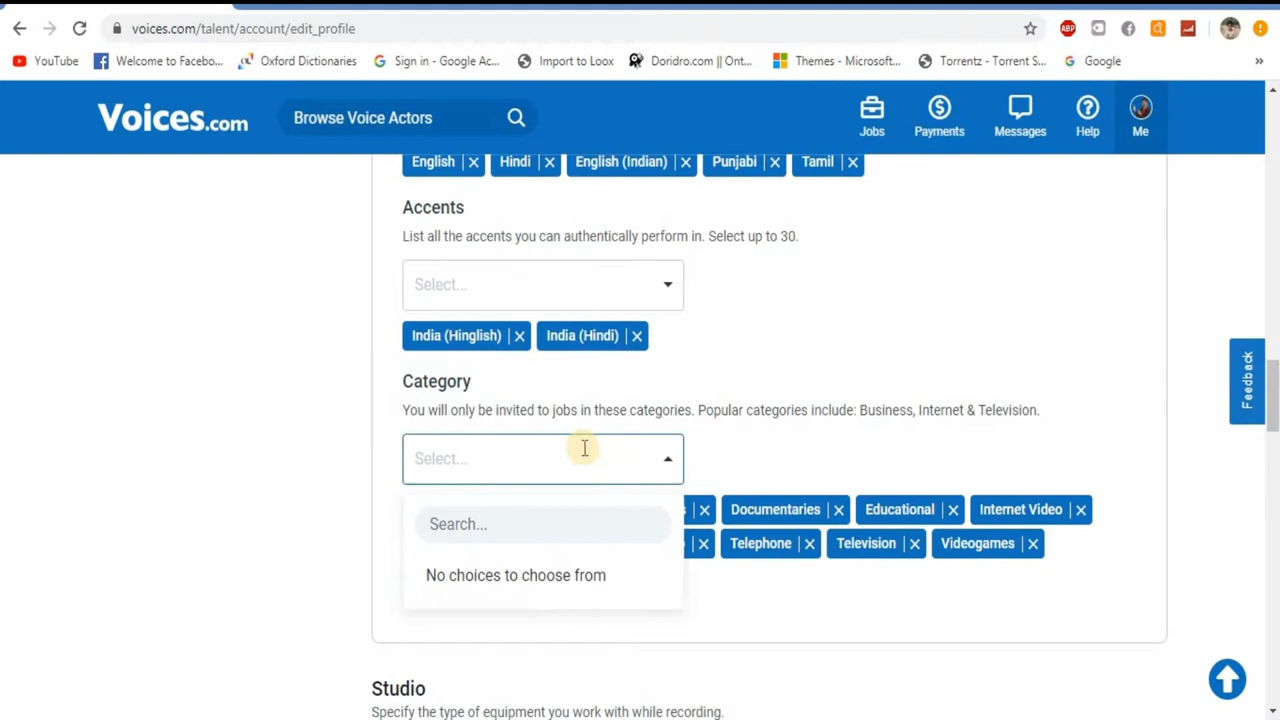 voices.com/talent/account/edit_profile
ABP
YouTube
Welcome to Facebo...
Oxford Dictionaries
Sign in - Google Ac...
Import to Loox
Doridro.com || Ont...
Themes - Microsoft...
Torrentz - Torrent S...
Google
»
Voices.com
Browse Voice Actors
Jobs
Payments
Messages
Help
Me
English | X
Hindi | X
English (Indian) | X
Punjabi | X
Tamil | X
Accents
List all the accents you can authentically perform in. Select up to 30.
Select...
India (Hinglish) | X
India (Hindi) | X
Category
You will only be invited to jobs in these categories. Popular categories include: Business, Internet & Television.
Select...
Search...
No choices to choose from
| X
Documentaries | X
Educational | X
Internet Video | X
| X
Telephone | X
Television | X
Videogames | X
Feedback
Studio
Specify the type of equipment you work with while recording.